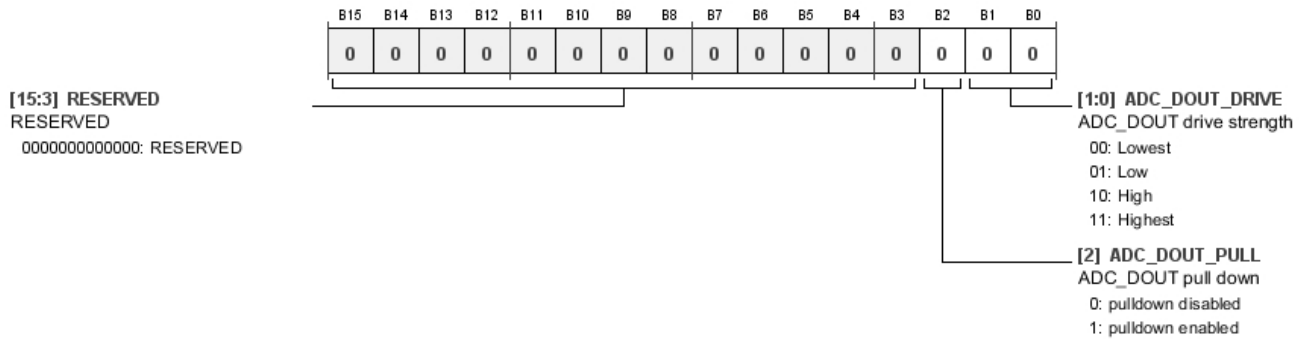 B15 B14 B13 B12 B11 B10 B9 B8 B7 B6 B5 B4 B3 B2 B1 B0
0 0 0 0 0 0 0 0 0 0 0 0 0 0 0 0
[15:3] RESERVED
RESERVED
0000000000000: RESERVED
[1:0] ADC_DOUT_DRIVE
ADC_DOUT drive strength
00: Lowest
01: Low
10: High
11: Highest
[2] ADC_DOUT_PULL
ADC_DOUT pull down
0: pulldown disabled
1: pulldown enabled